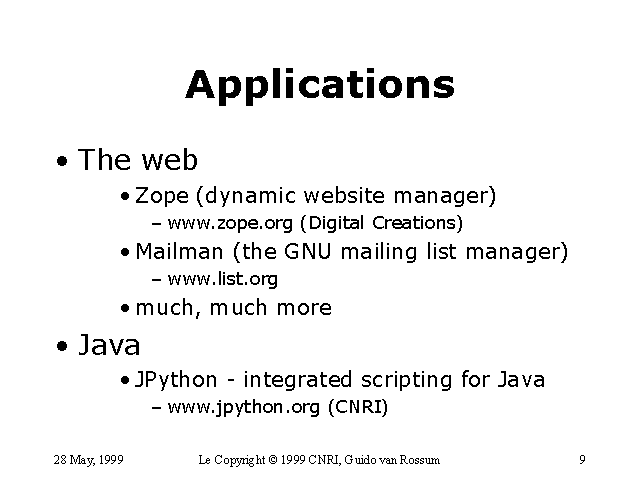 Applications
• The web
• Zope (dynamic website manager)
– www.zope.org (Digital Creations)
• Mailman (the GNU mailing list manager)
– www.list.org
• much, much more
• Java
• JPython - integrated scripting for Java
– www.jpython.org (CNRI)
28 May, 1999
Le Copyright © 1999 CNRI, Guido van Rossum
9